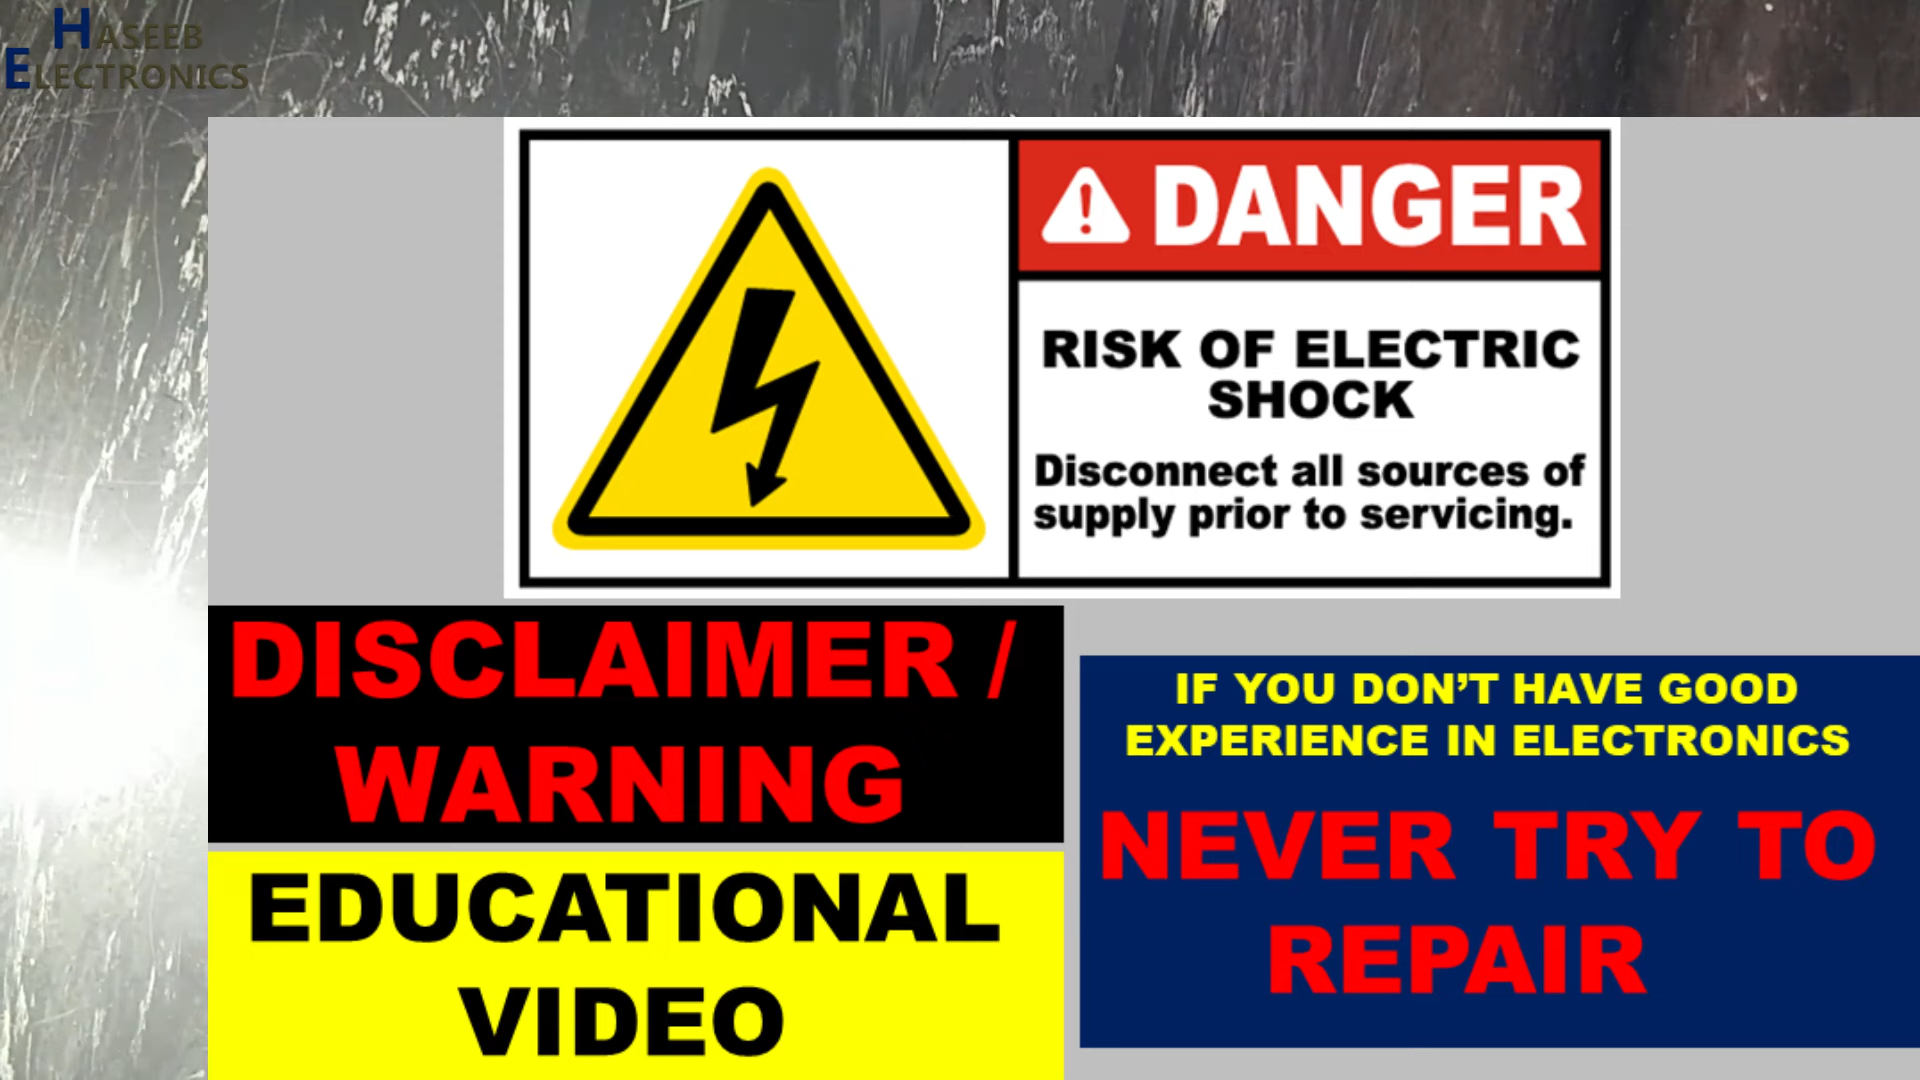 HASEEB
ELECTRONICS
DANGER
RISK OF ELECTRIC
SHOCK
Disconnect all sources of
supply prior to servicing.
DISCLAIMER /
WARNING
EDUCATIONAL
VIDEO
IF YOU DON’T HAVE GOOD
EXPERIENCE IN ELECTRONICS
NEVER TRY TO
REPAIR